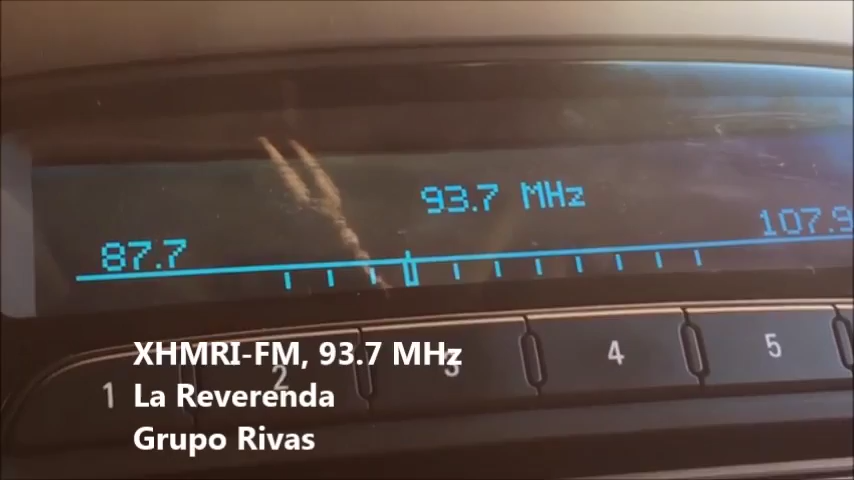 93.7 MHz
87.7
107.9
1 2 3 4 5
XHMRI-FM, 93.7 MHz
La Reverenda
Grupo Rivas